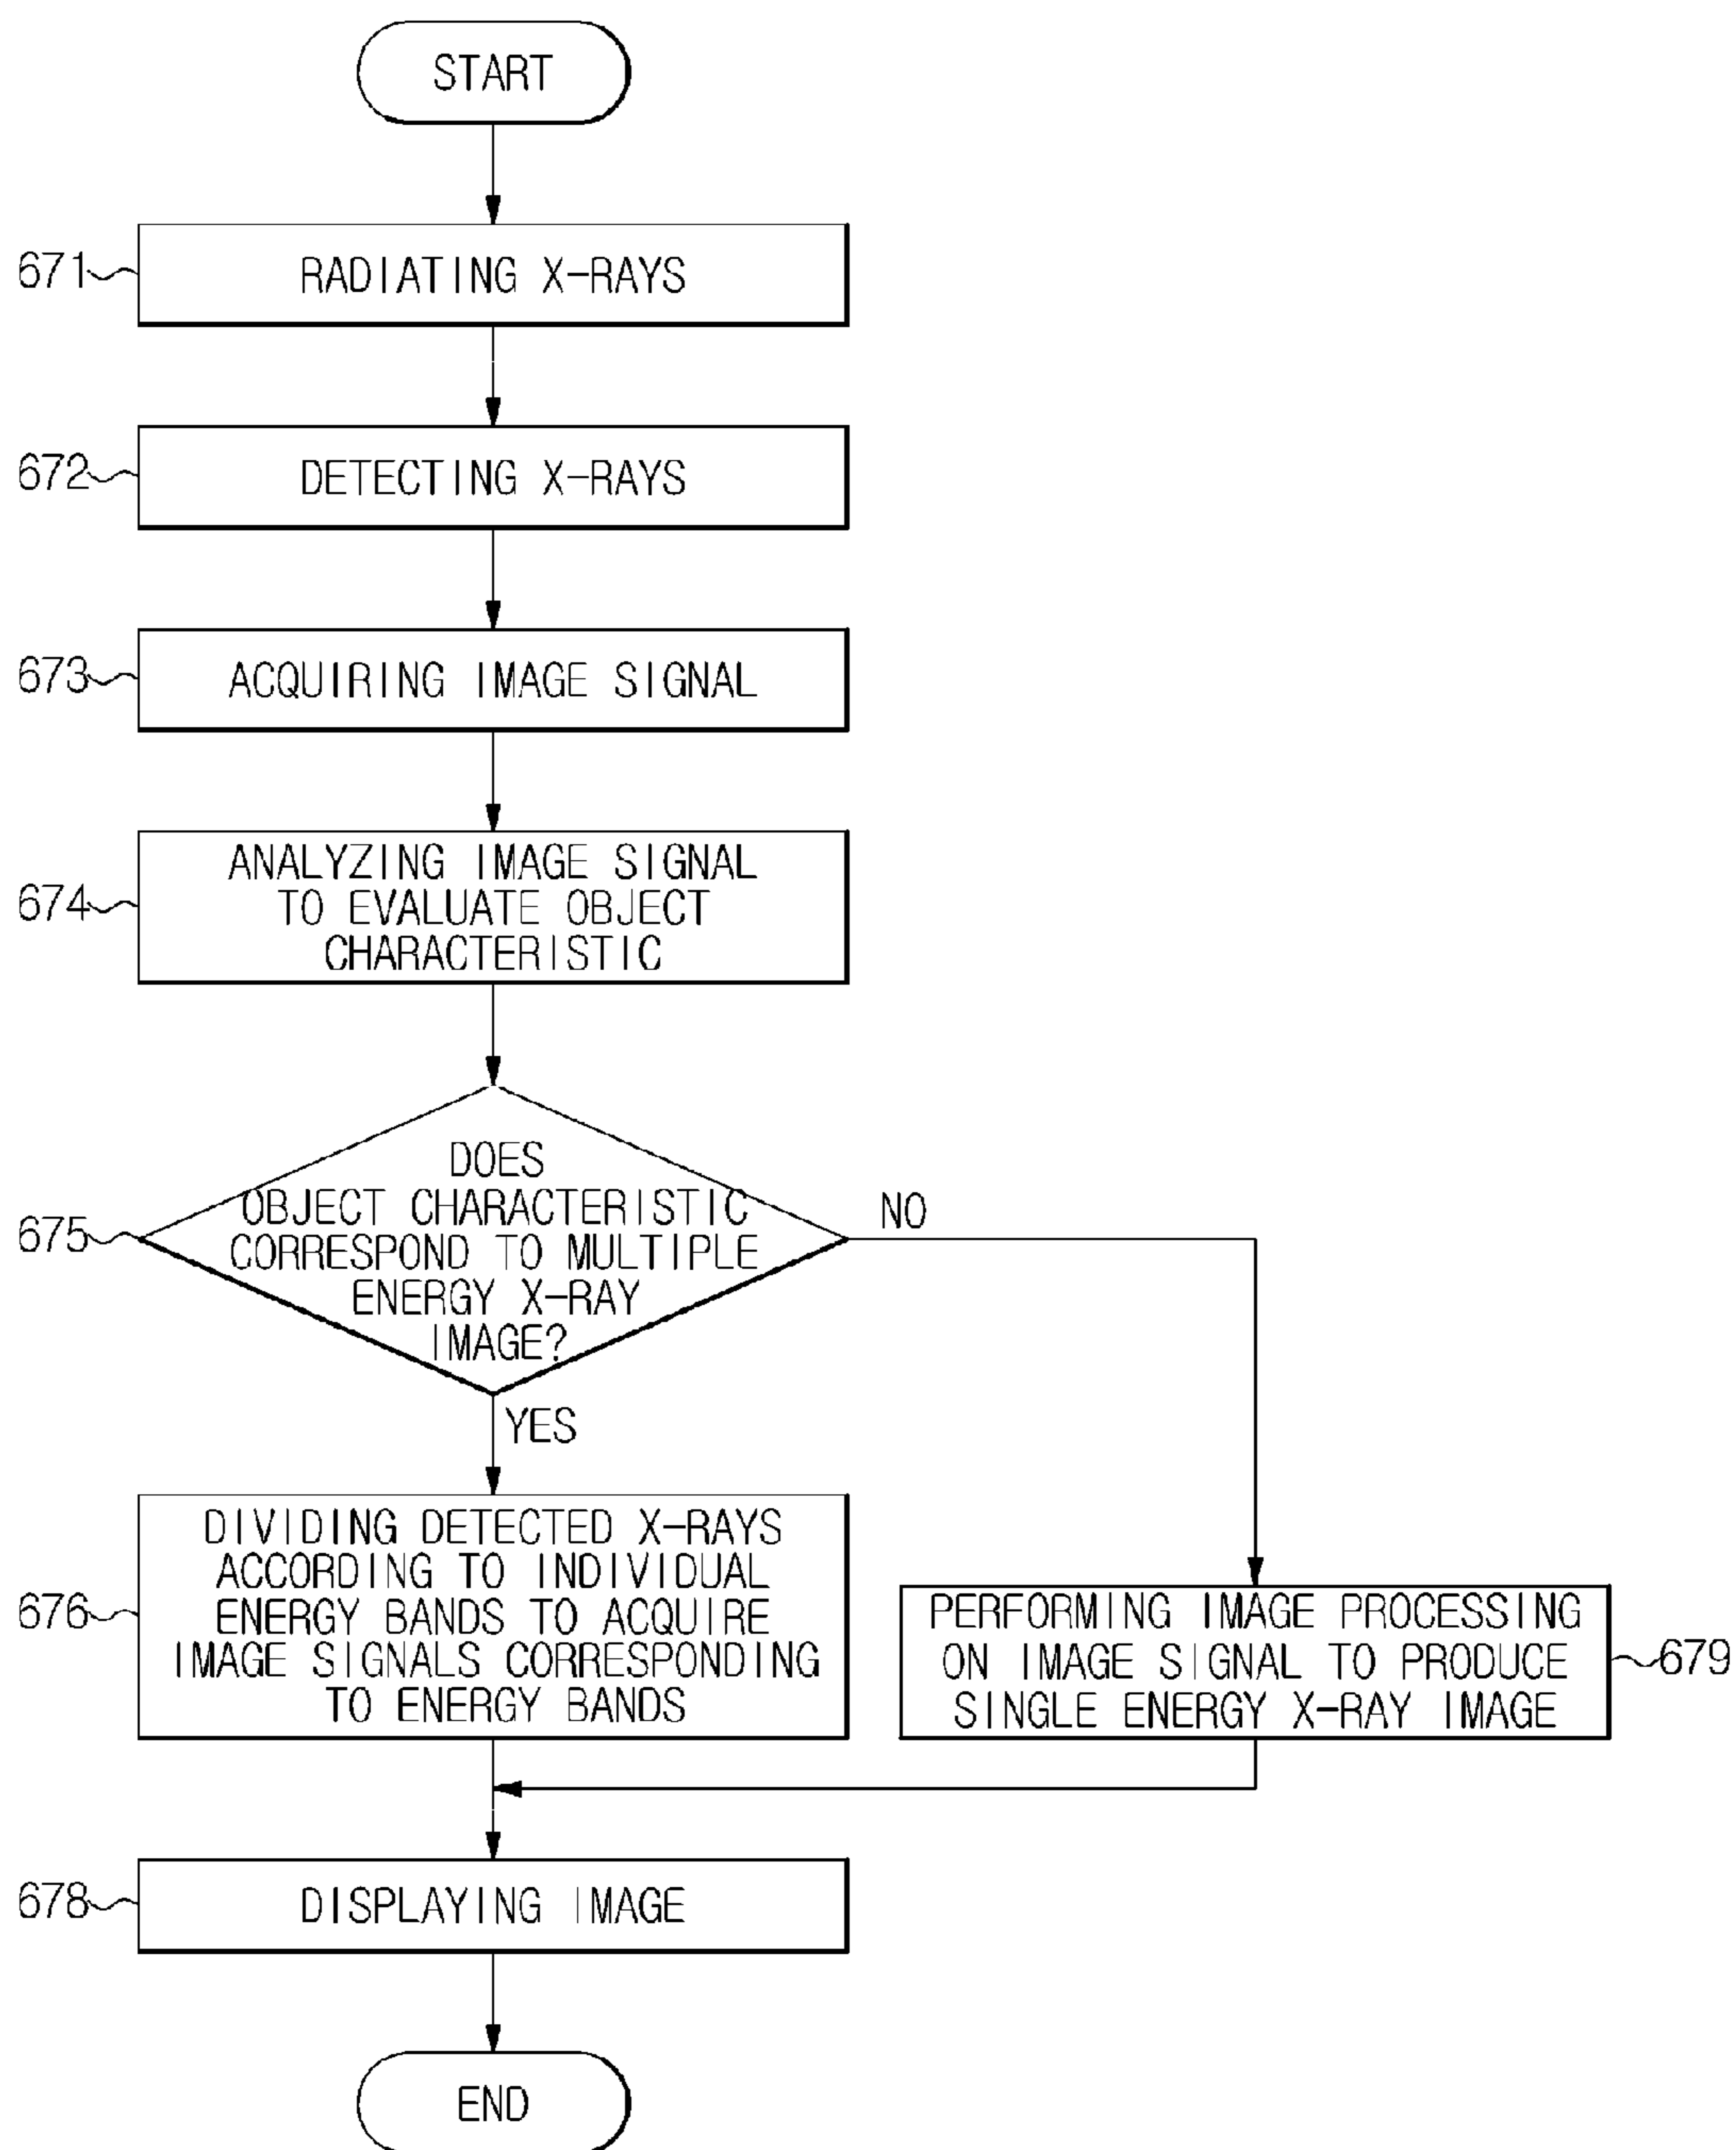 START
671
RADIATING X-RAYS
672
DETECTING X-RAYS
673
ACQUIRING IMAGE SIGNAL
674
ANALYZING IMAGE SIGNAL
TO EVALUATE OBJECT
CHARACTERISTIC
675
DOES
OBJECT CHARACTERISTIC
CORRESPOND TO MULTIPLE
ENERGY X-RAY
IMAGE?
NO
YES
676
DIVIDING DETECTED X-RAYS
ACCORDING TO INDIVIDUAL
ENERGY BANDS TO ACQUIRE
IMAGE SIGNALS CORRESPONDING
TO ENERGY BANDS
PERFORMING IMAGE PROCESSING
ON IMAGE SIGNAL TO PRODUCE
SINGLE ENERGY X-RAY IMAGE
679
678
DISPLAYING IMAGE
END